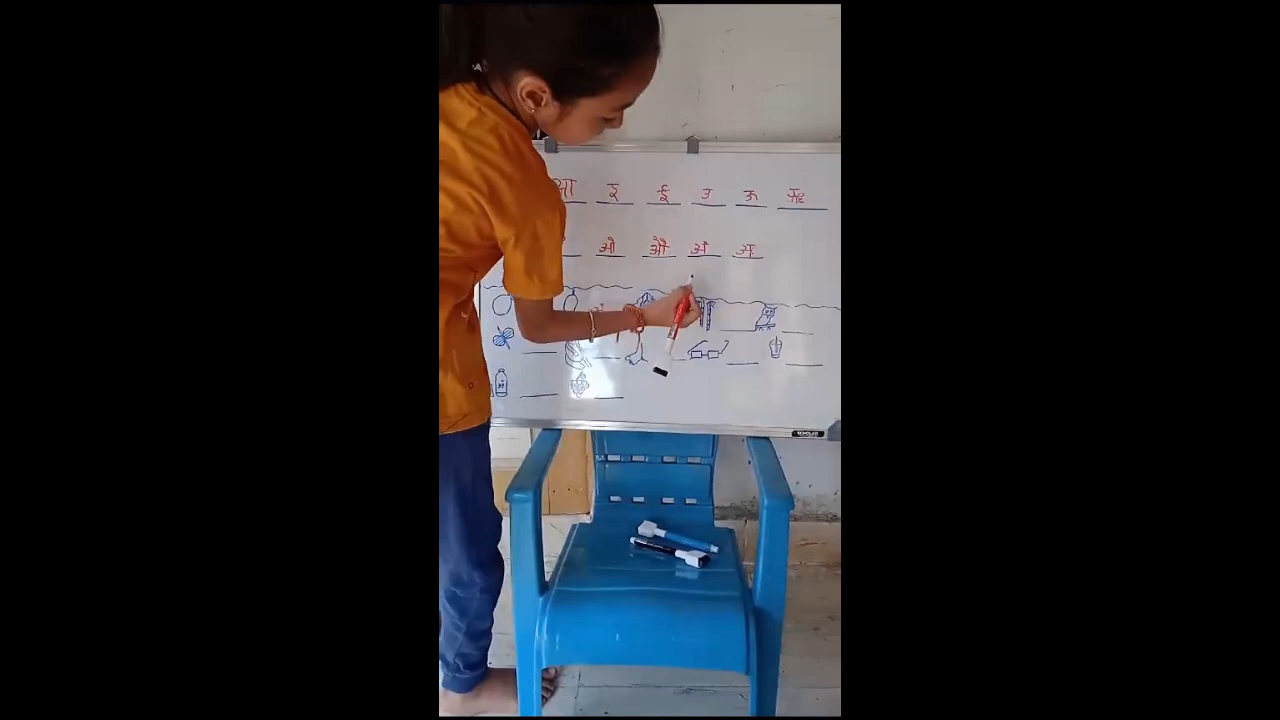 आ इ ई उ ऊ ऋ
ओ औ अं अः